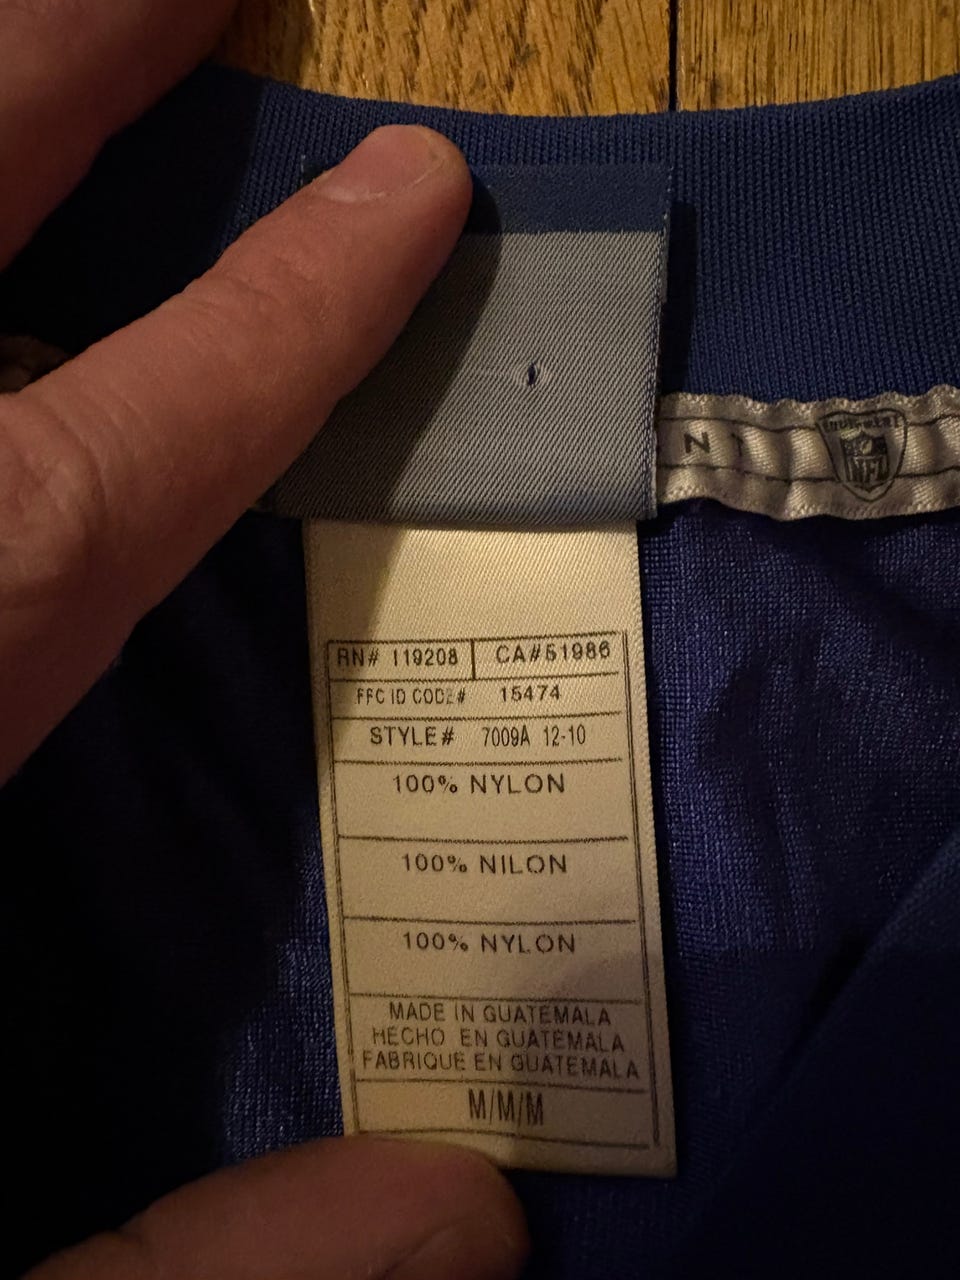 N
EQUIPMENT
NFL
RN# 119208 CA#51986
FFC ID CODE# 15474
STYLE# 7009A 12-10
100% NYLON
100% NILON
100% NYLON
MADE IN GUATEMALA
HECHO EN GUATEMALA
FABRIQUE EN GUATEMALA
M/M/M